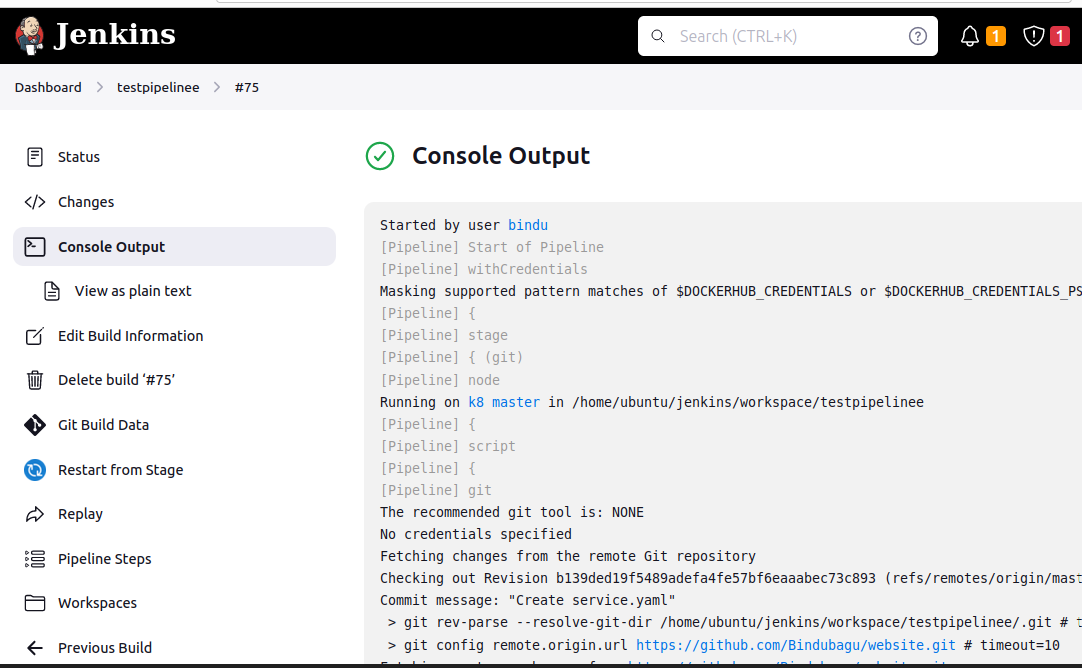 Jenkins
Search (CTRL+K)
?
1
1
Dashboard > testpipelinee > #75
Status
Changes
Console Output
View as plain text
Edit Build Information
Delete build ‘#75’
Git Build Data
Restart from Stage
Replay
Pipeline Steps
Workspaces
Previous Build
Console Output
Started by user bindu
[Pipeline] Start of Pipeline
[Pipeline] withCredentials
Masking supported pattern matches of $DOCKERHUB_CREDENTIALS or $DOCKERHUB_CREDENTIALS_PS
[Pipeline] {
[Pipeline] stage
[Pipeline] { (git)
[Pipeline] node
Running on k8 master in /home/ubuntu/jenkins/workspace/testpipelinee
[Pipeline] {
[Pipeline] script
[Pipeline] {
[Pipeline] git
The recommended git tool is: NONE
No credentials specified
Fetching changes from the remote Git repository
Checking out Revision b139ded19f5489adefa4fe57bf6eaaabec73c893 (refs/remotes/origin/mast
Commit message: "Create service.yaml"
> git rev-parse --resolve-git-dir /home/ubuntu/jenkins/workspace/testpipelinee/.git # t
> git config remote.origin.url https://github.com/Bindubagu/website.git # timeout=10